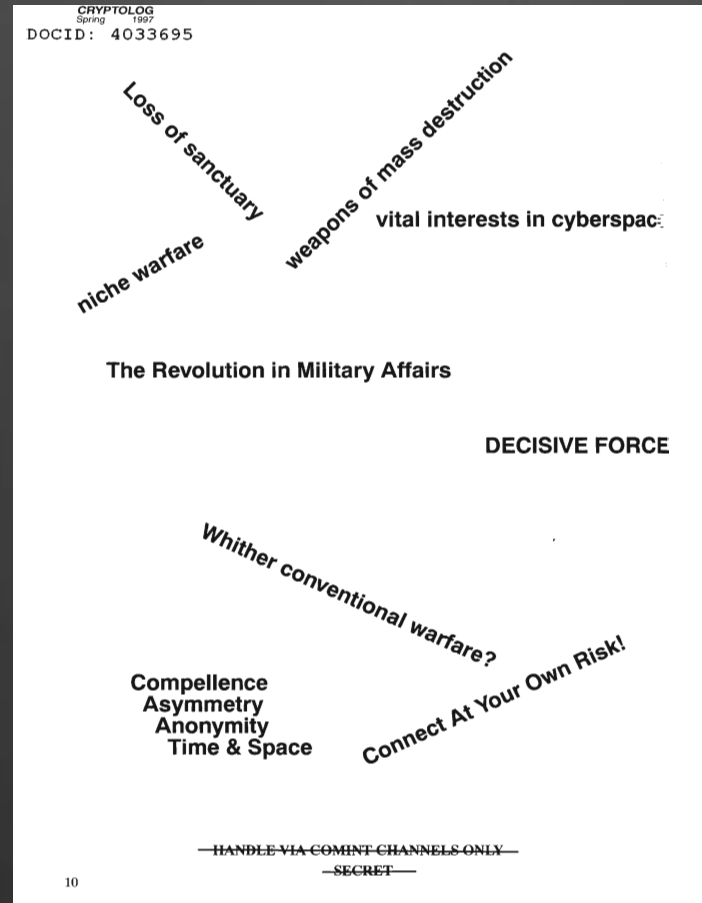 CRYPTOLOG
Spring 1997
DOCID: 4033695
Loss of sanctuary
weapons of mass destruction
vital interests in cyberspace
niche warfare
The Revolution in Military Affairs
DECISIVE FORCE
Whither conventional warfare?
Connect At Your Own Risk!
Compellence
Asymmetry
Anonymity
Time & Space
HANDLE VIA COMINT CHANNELS ONLY
SECRET
10